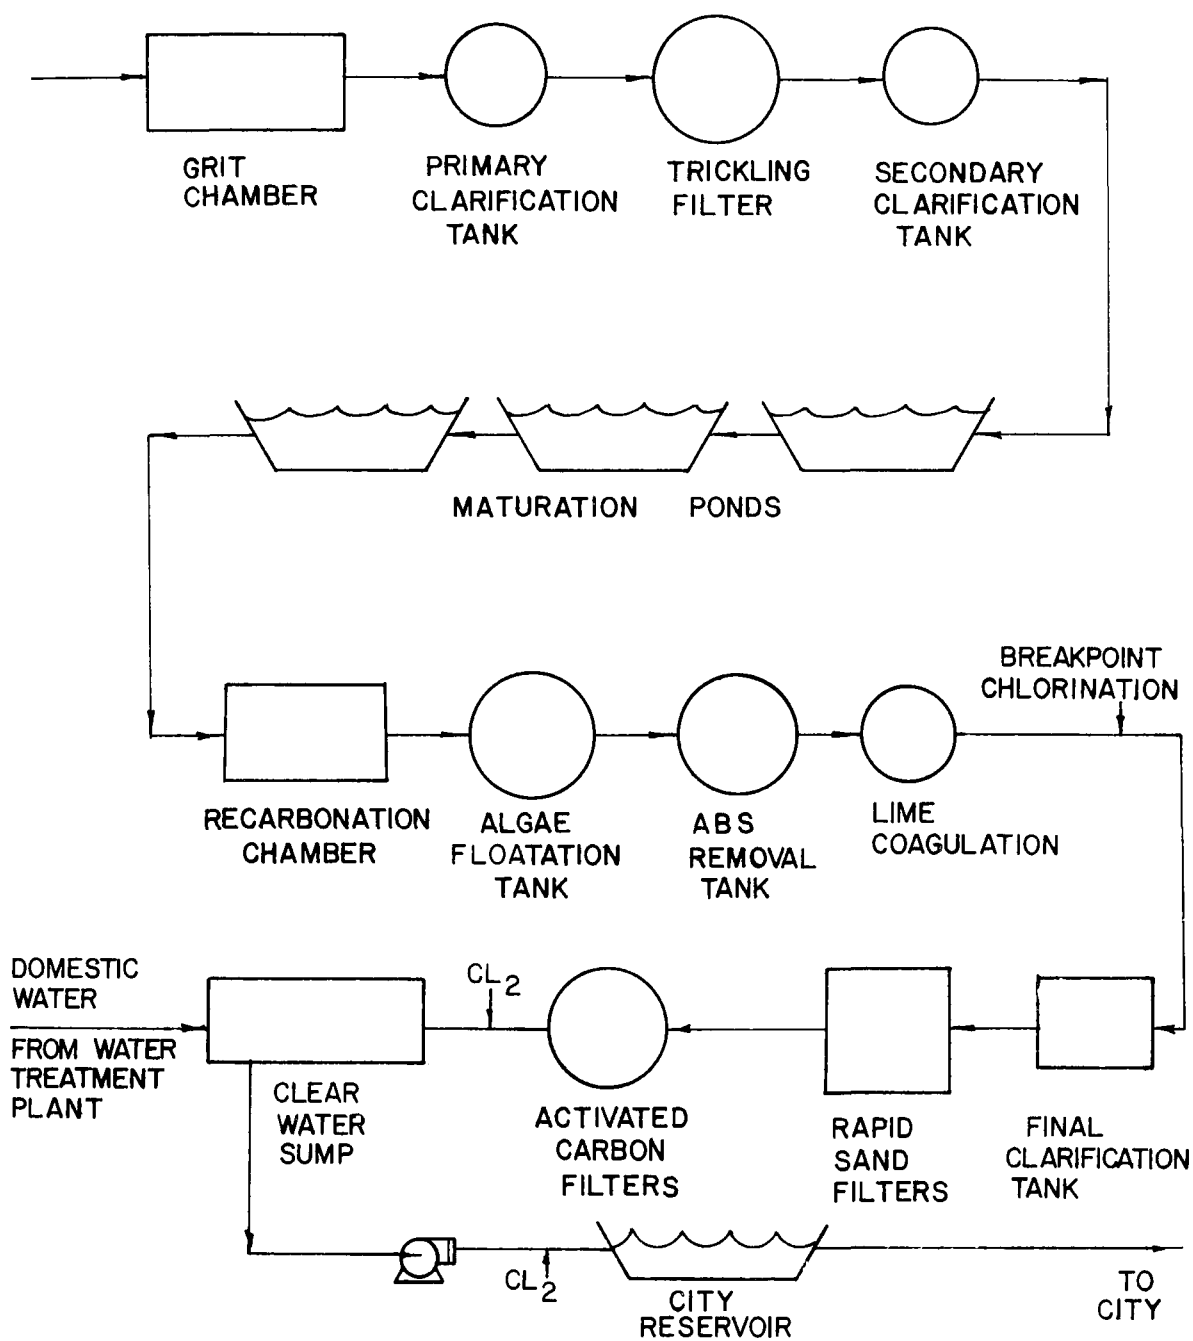 GRIT
CHAMBER
PRIMARY
CLARIFICATION
TANK
TRICKLING
FILTER
SECONDARY
CLARIFICATION
TANK
MATURATION PONDS
BREAKPOINT
CHLORINATION
RECARBONATION
CHAMBER
ALGAE
FLOATATION
TANK
ABS
REMOVAL
TANK
LIME
COAGULATION
DOMESTIC
WATER
FROM WATER
TREATMENT
PLANT
CLEAR
WATER
SUMP
CL2
ACTIVATED
CARBON
FILTERS
RAPID
SAND
FILTERS
FINAL
CLARIFICATION
TANK
CL2
CITY
RESERVOIR
TO
CITY